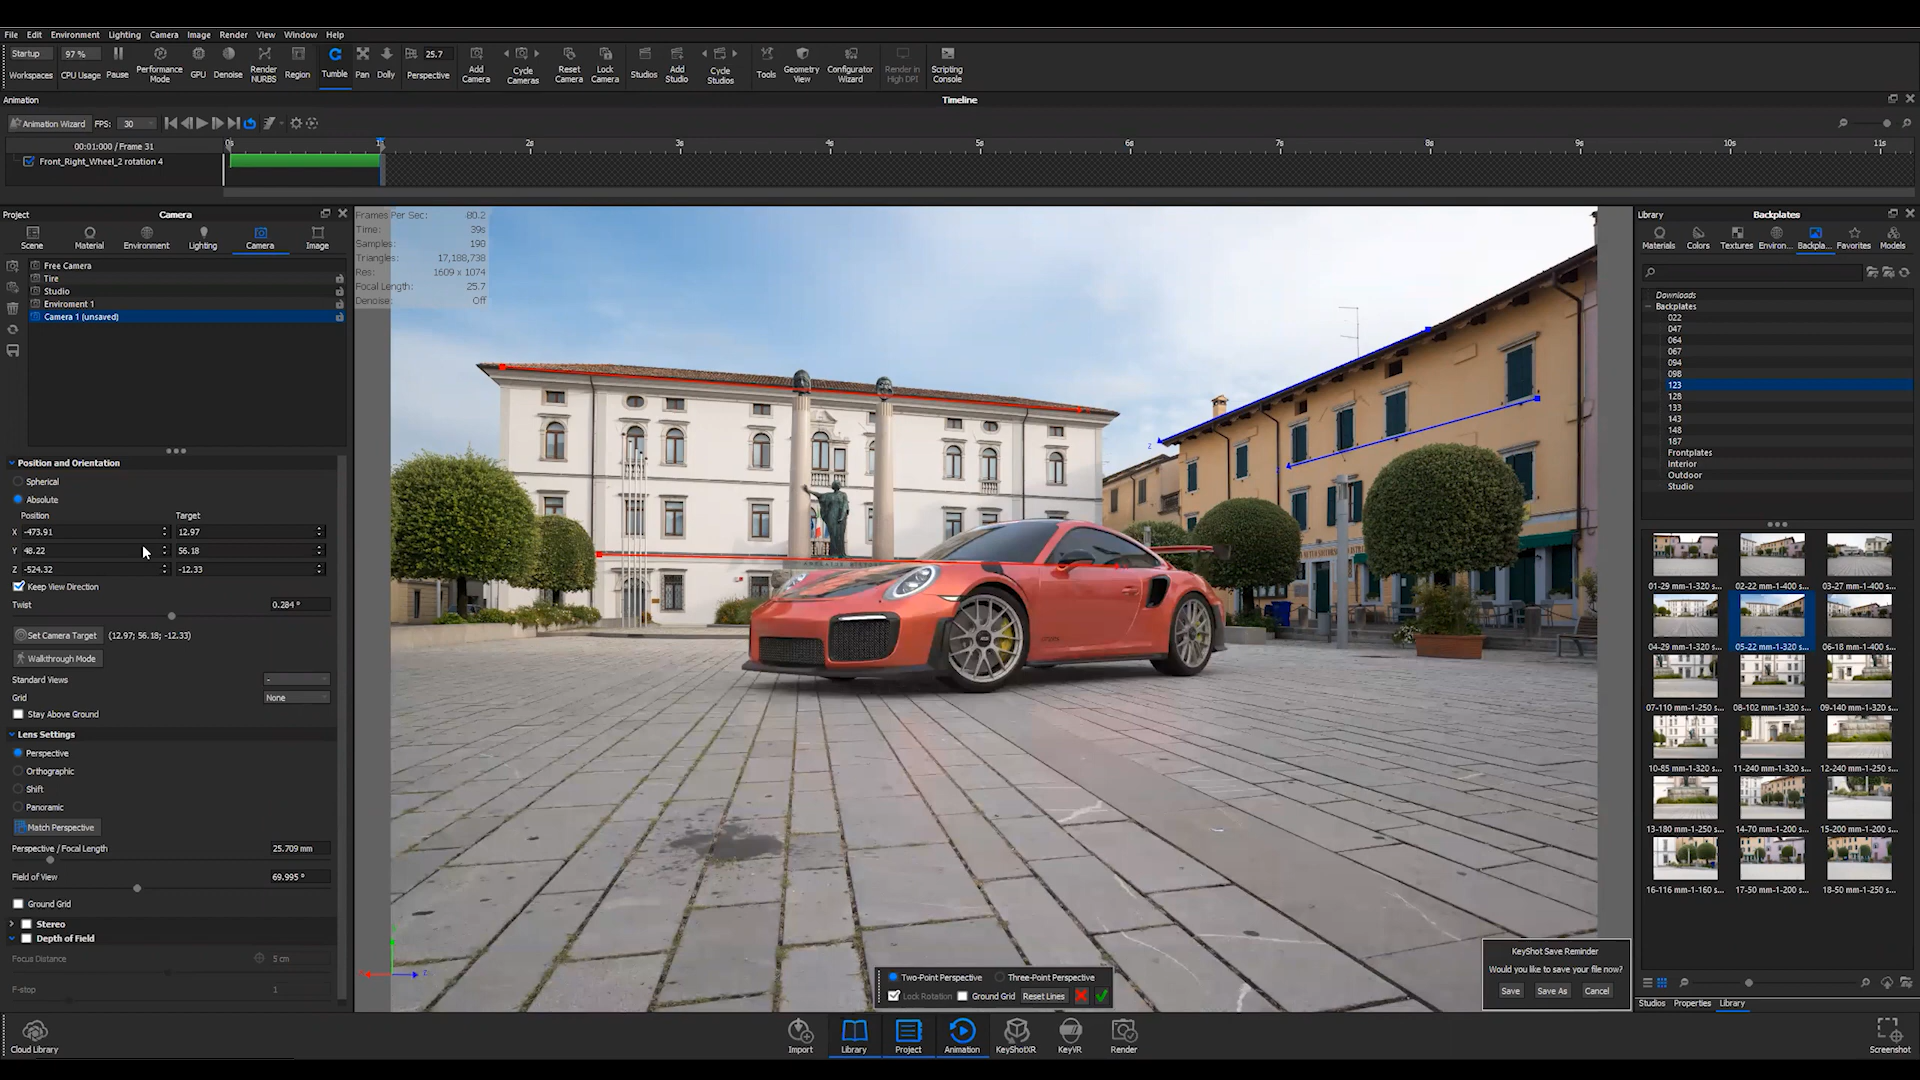 File Edit Environment Lighting Camera Image Render View Window Help
Startup 97 % 25.7
Workspaces CPU Usage Pause Performance Mode GPU Denoise Render NURBS Region Tumble Pan Dolly Perspective Add Camera Cycle Cameras Reset Camera Lock Camera Studios Add Studio Cycle Studios Tools Geometry View Configurator Wizard Render in High DPI Scripting Console
Animation Timeline
Animation Wizard FPS: 30
00:01:000 / Frame 31 0s 1s 2s 3s 4s 5s 6s 7s 8s 9s 10s 11s
Front_Right_Wheel_2 rotation 4
Project Camera
Scene Material Environment Lighting Camera Image
Free Camera
Tire
Studio
Enviroment 1
Camera 1 (unsaved)
Position and Orientation
Spherical
Absolute
Position Target
X -473.91 12.97
Y 48.22 56.18
Z -524.32 -12.33
Keep View Direction
Twist 0.284 °
Set Camera Target (12.97; 56.18; -12.33)
Walkthrough Mode
Standard Views -
Grid None
Stay Above Ground
Lens Settings
Perspective
Orthographic
Shift
Panoramic
Match Perspective
Perspective / Focal Length 25.709 mm
Field of View 69.995 °
Ground Grid
Stereo
Depth of Field
Focus Distance 5 cm
F-stop 1
Frames Per Sec: 80.2
Time: 39s
Samples: 190
Triangles: 17,188,738
Res: 1609 x 1074
Focal Length: 25.7
Denoise: Off
z
z
Two-Point Perspective Three-Point Perspective
Lock Rotation Ground Grid Reset Lines
KeyShot Save Reminder
Would you like to save your file now?
Save Save As Cancel
Library Backplates
Materials Colors Textures Environ... Backpla... Favorites Models
Downloads
Backplates
022
047
064
067
094
098
123
128
133
143
148
187
Frontplates
Interior
Outdoor
Studio
01-29 mm-1-320 s... 02-22 mm-1-400 s... 03-27 mm-1-400 s...
04-29 mm-1-320 s... 05-22 mm-1-320 s... 06-18 mm-1-400 s...
07-110 mm-1-250 s... 08-102 mm-1-320 s... 09-140 mm-1-320 s...
10-85 mm-1-320 s... 11-240 mm-1-320 s... 12-240 mm-1-250 s...
13-180 mm-1-250 s... 14-70 mm-1-200 s... 15-200 mm-1-200 s...
16-116 mm-1-160 s... 17-50 mm-1-200 s... 18-50 mm-1-250 s...
Studios Properties Library
Cloud Library Import Library Project Animation KeyShotXR KeyVR Render Screenshot